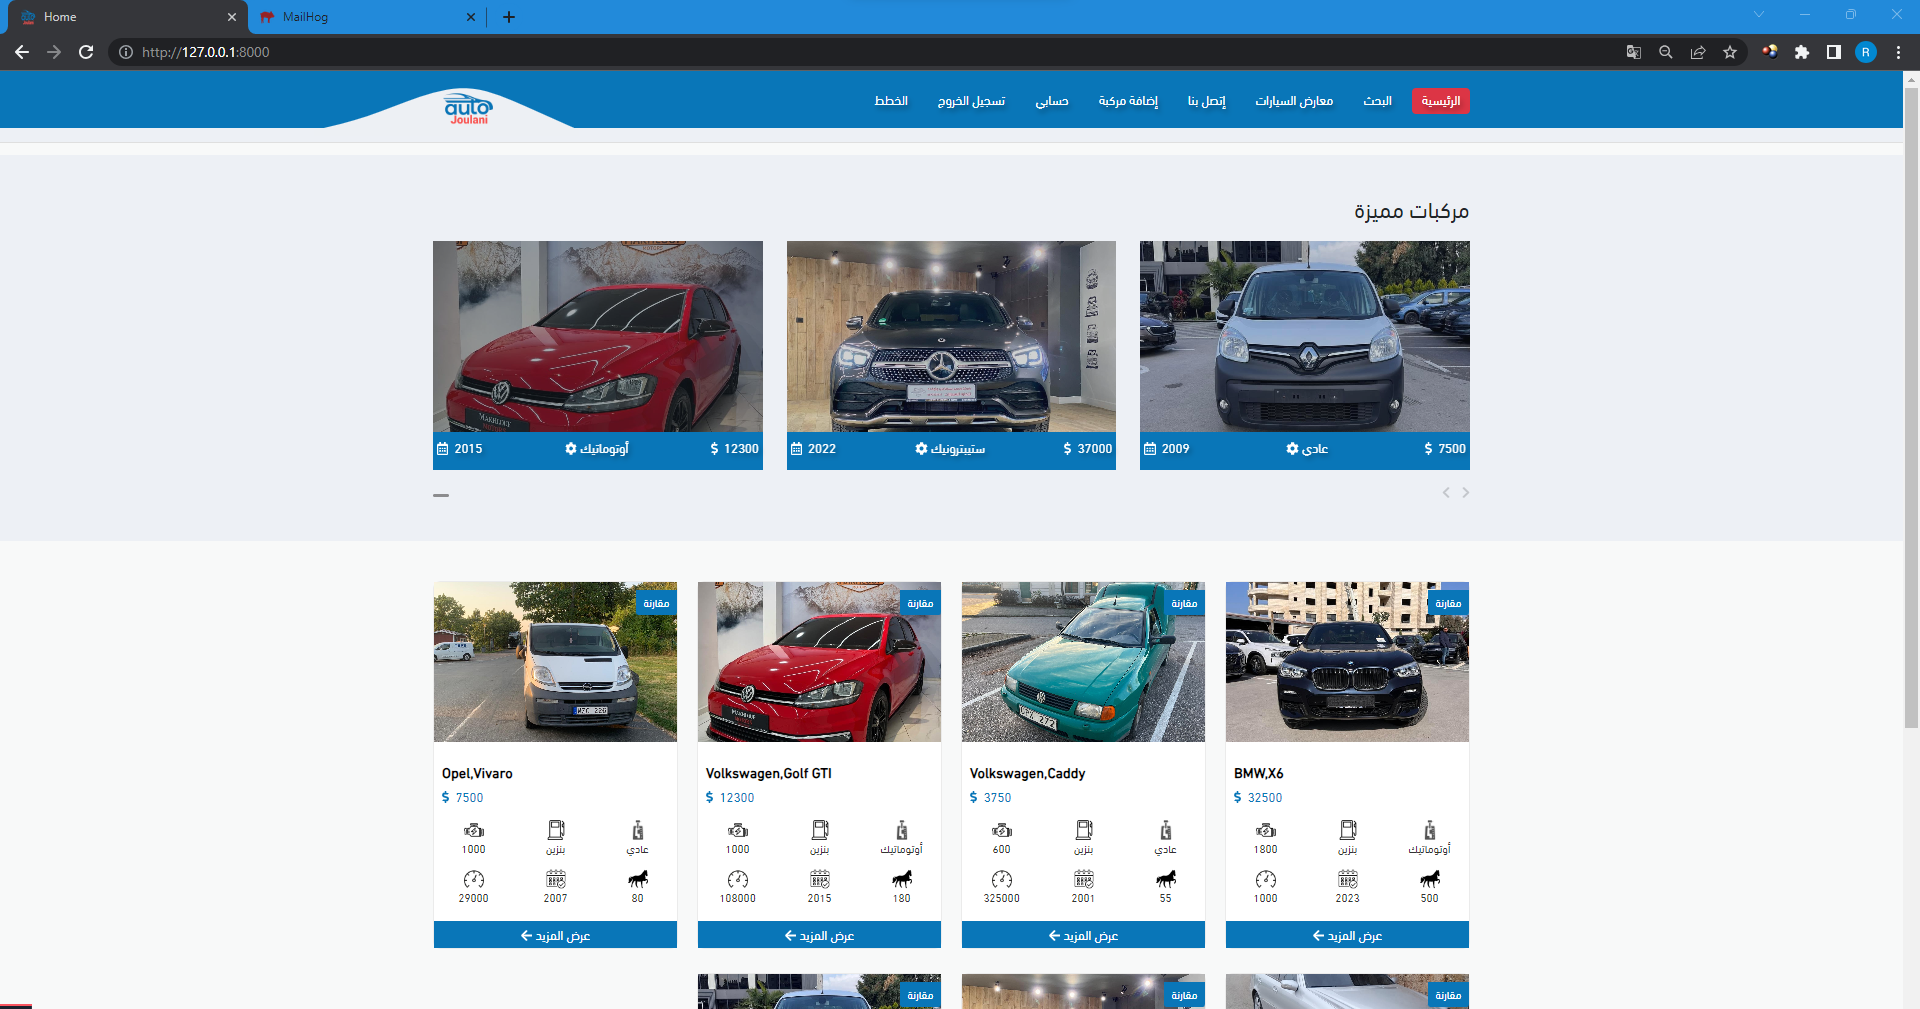 Home
MailHog
http://127.0.0.1:8000
R
auto
Joulani
الرئيسية
البحث
معارض السيارات
إتصل بنا
إضافة مركبة
حسابي
تسجيل الخروج
الخطط
مركبات مميزة
7500 $
عادي
2009
37000 $
ستيبترونيك
2022
12300 $
أوتوماتيك
2015
مقارنة
BMW,X6
$ 32500
أوتوماتيك
بنزين
1800
500
2023
1000
عرض المزيد
مقارنة
Volkswagen,Caddy
$ 3750
عادي
بنزين
600
55
2001
325000
عرض المزيد
مقارنة
Volkswagen,Golf GTI
$ 12300
أوتوماتيك
بنزين
1000
180
2015
108000
عرض المزيد
مقارنة
Opel,Vivaro
$ 7500
عادي
بنزين
1000
80
2007
29000
عرض المزيد
مقارنة
مقارنة
مقارنة